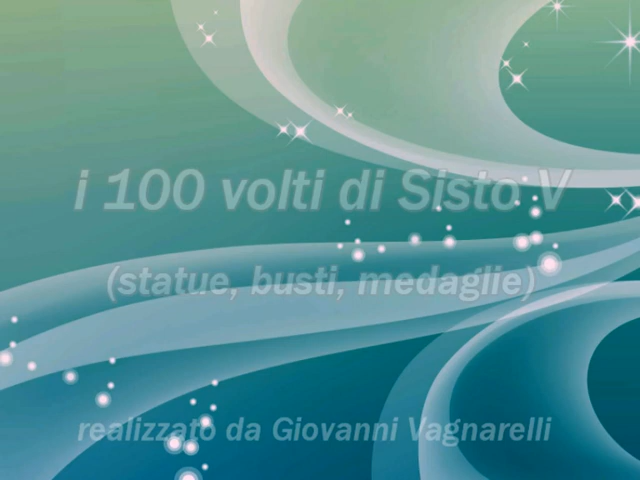 i 100 volti di Sisto V
(statue, busti, medaglie)
realizzato da Giovanni Vagnarelli